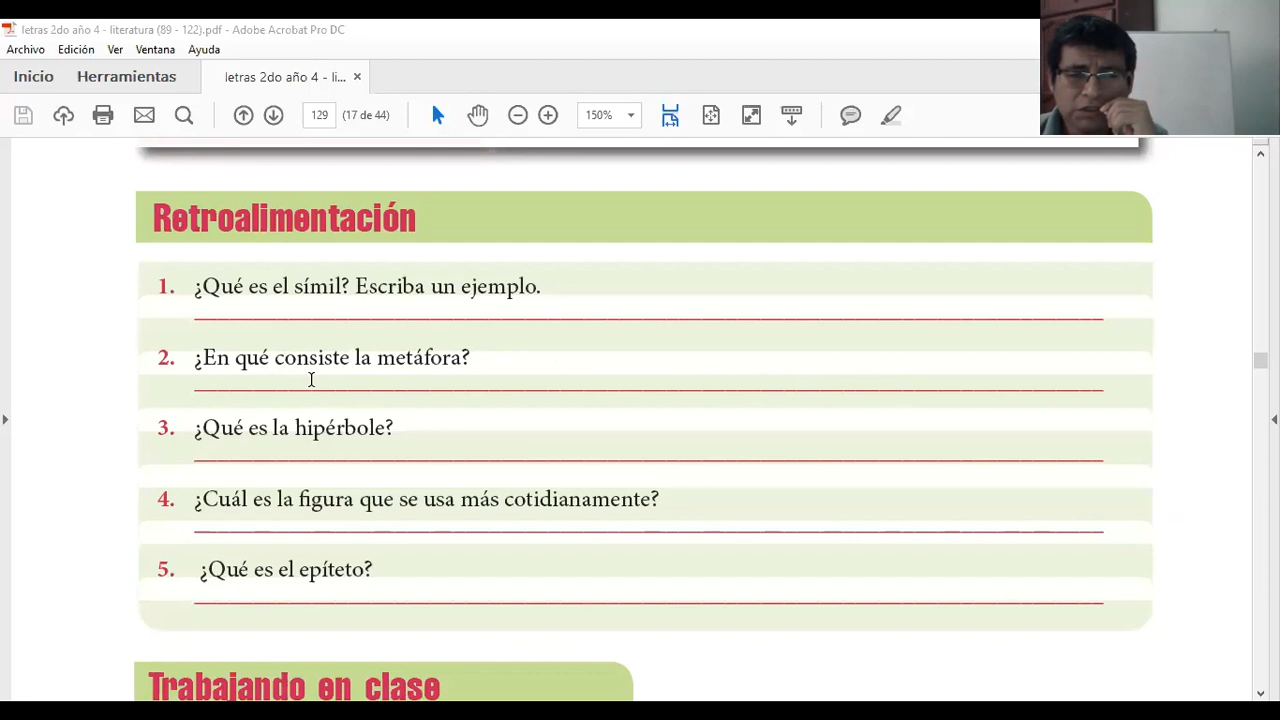 letras 2do año 4 - literatura (89 - 122).pdf - Adobe Acrobat Pro DC
Archivo Edición Ver Ventana Ayuda
Inicio Herramientas letras 2do año 4 - li... ×
129 (17 de 44) 150%
Retroalimentación
1. ¿Qué es el símil? Escriba un ejemplo.
2. ¿En qué consiste la metáfora?
3. ¿Qué es la hipérbole?
4. ¿Cuál es la figura que se usa más cotidianamente?
5. ¿Qué es el epíteto?
Trabajando en clase